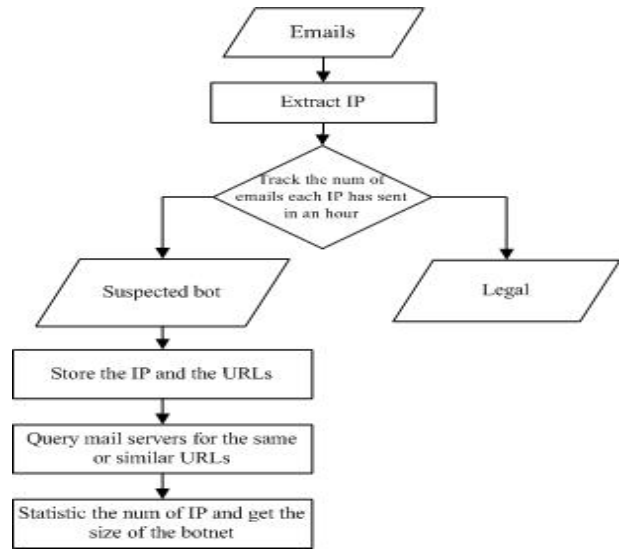 Emails
Extract IP
Track the num of
emails each IP has sent
in an hour
Suspected bot
Legal
Store the IP and the URLs
Query mail servers for the same
or similar URLs
Statistic the num of IP and get the
size of the botnet